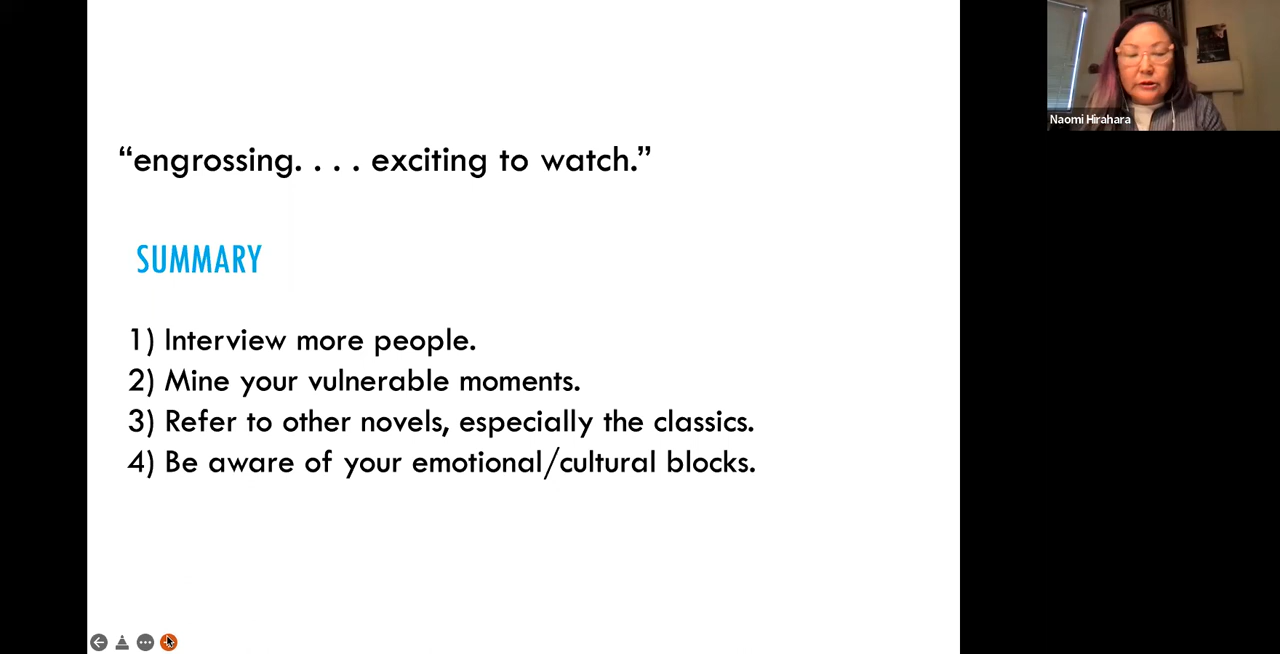 “engrossing. . . . exciting to watch.”
SUMMARY
1) Interview more people.
2) Mine your vulnerable moments.
3) Refer to other novels, especially the classics.
4) Be aware of your emotional/cultural blocks.
Naomi Hirahara